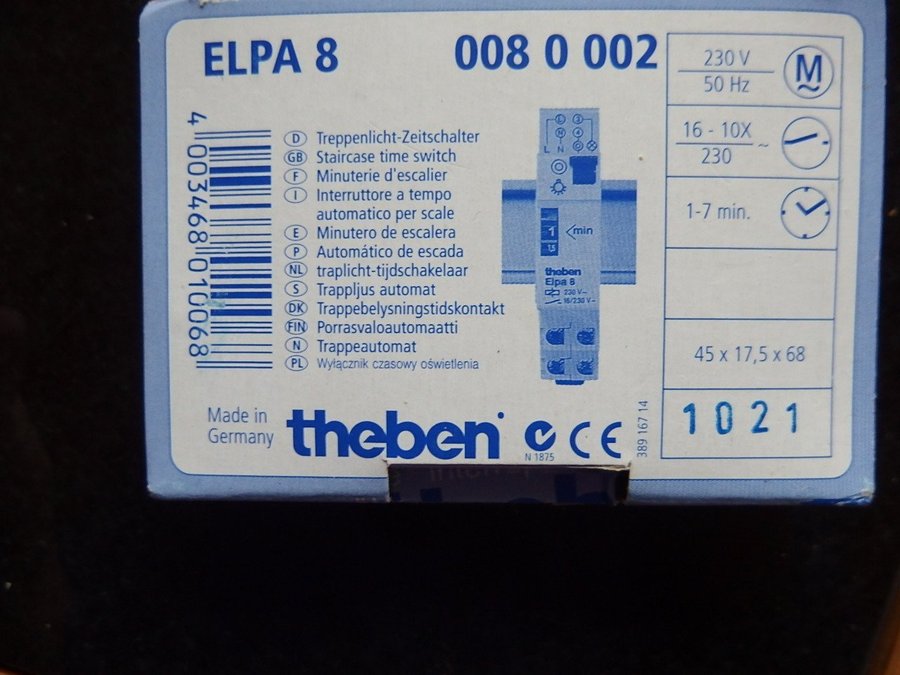 ELPA 8
008 0 002
4 003468 010068
D Treppenlicht-Zeitschalter
GB Staircase time switch
F Minuterie d'escalier
I Interruttore a tempo
automatico per scale
E Minutero de escalera
P Automático de escada
NL traplicht-tijdschakelaar
S Trappljus automat
DK Trappebelysningstidskontakt
FIN Porrasvaloautomaatti
N Trappeautomat
PL Wyłącznik czasowy oświetlenia
L N
1
1,5
<min
theben
Elpa 8
230 V~
16/230 V~
230 V
50 Hz
M
16 - 10X
230 ~
1-7 min.
45 x 17,5 x 68
1021
Made in
Germany
theben
N 1875
CE
389 167 14